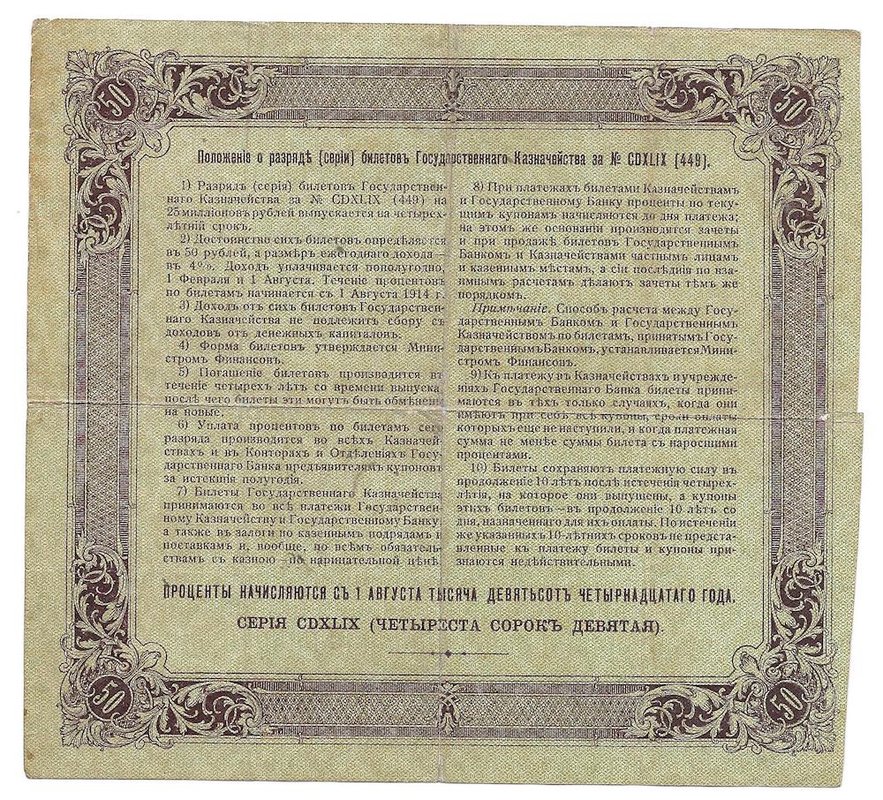 50
50
Положеніе о разрядѣ (серіи) билетовъ Государственнаго Казначейства за № CDXLIX (449).
1) Разрядъ (серія) билетовъ Государствен-
наго Казначейства за № CDXLIX (449) на
25 милліоновъ рублей выпускается на четырех-
лѣтній срокъ.
2) Достоинство сихъ билетовъ опредѣляется
въ 50 рублей, а размѣръ ежегоднаго дохода —
въ 4%. Доходъ уплачивается пополугодно,
1 Февраля и 1 Августа. Теченіе процентовъ
по билетамъ начинается съ 1 Августа 1914 г.
3) Доходъ отъ сихъ билетовъ Государствен-
наго Казначейства не подлежитъ сбору съ
доходовъ отъ денежныхъ капиталовъ.
4) Форма билетовъ утверждается Мини-
стромъ Финансовъ.
5) Погашеніе билетовъ производится въ
теченіе четырехъ лѣтъ со времени выпуска,
послѣ чего билеты эти могутъ быть обмѣнены
на новые.
6) Уплата процентовъ по билетамъ сего
разряда производится во всѣхъ Казначей-
ствахъ и въ Конторахъ и Отдѣленіяхъ Госу-
дарственнаго Банка предъявителямъ купоновъ
за истекшія полугодія.
7) Билеты Государственнаго Казначейства
принимаются во всѣ платежи Государствен-
ному Казначейству и Государственному Банку,
а также въ залоги по казеннымъ подрядамъ и
поставкамъ и, вообще, по всѣмъ обязатель-
ствамъ съ казною — по нарицательной цѣнѣ.
8) При платежахъ билетами Казначействамъ
и Государственному Банку проценты по теку-
щимъ купонамъ начисляются до дня платежа;
на этомъ же основаніи производятся зачеты
и при продажѣ билетовъ Государственнымъ
Банкомъ и Казначействами частнымъ лицамъ
и казеннымъ мѣстамъ, а сіи послѣднія по вза-
имнымъ расчетамъ дѣлаютъ зачеты тѣмъ же
порядкомъ.
Примѣчаніе. Способъ расчета между Го-
сударственнымъ Банкомъ и Государственнымъ
Казначействомъ по билетамъ, принятымъ Го-
сударственнымъ Банкомъ, устанавливается Мини-
стромъ Финансовъ.
9) Къ платежу въ Казначействахъ и учрежде-
ніяхъ Государственнаго Банка билеты прини-
маются въ тѣхъ только случаяхъ, когда они
имѣютъ при себѣ всѣ купоны, сроки оплаты
которыхъ еще не наступили, и когда платежная
сумма не менѣе суммы билета съ наросшими
процентами.
10) Билеты сохраняютъ платежную силу въ
продолженіе 10 лѣтъ послѣ истеченія четырех-
лѣтія, на которое они выпущены, а купоны
этихъ билетовъ — въ продолженіе 10 лѣтъ со
дня, назначеннаго для ихъ оплаты. По истеченіи
же указанныхъ 10-лѣтнихъ сроковъ не предста-
вленные къ платежу билеты и купоны при-
знаются недѣйствительными.
ПРОЦЕНТЫ НАЧИСЛЯЮТСЯ СЪ 1 АВГУСТА ТЫСЯЧА ДЕВЯТЬСОТЪ ЧЕТЫРНАДЦАТАГО ГОДА.
СЕРІЯ CDXLIX (ЧЕТЫРЕСТА СОРОКЪ ДЕВЯТАЯ).
50
50